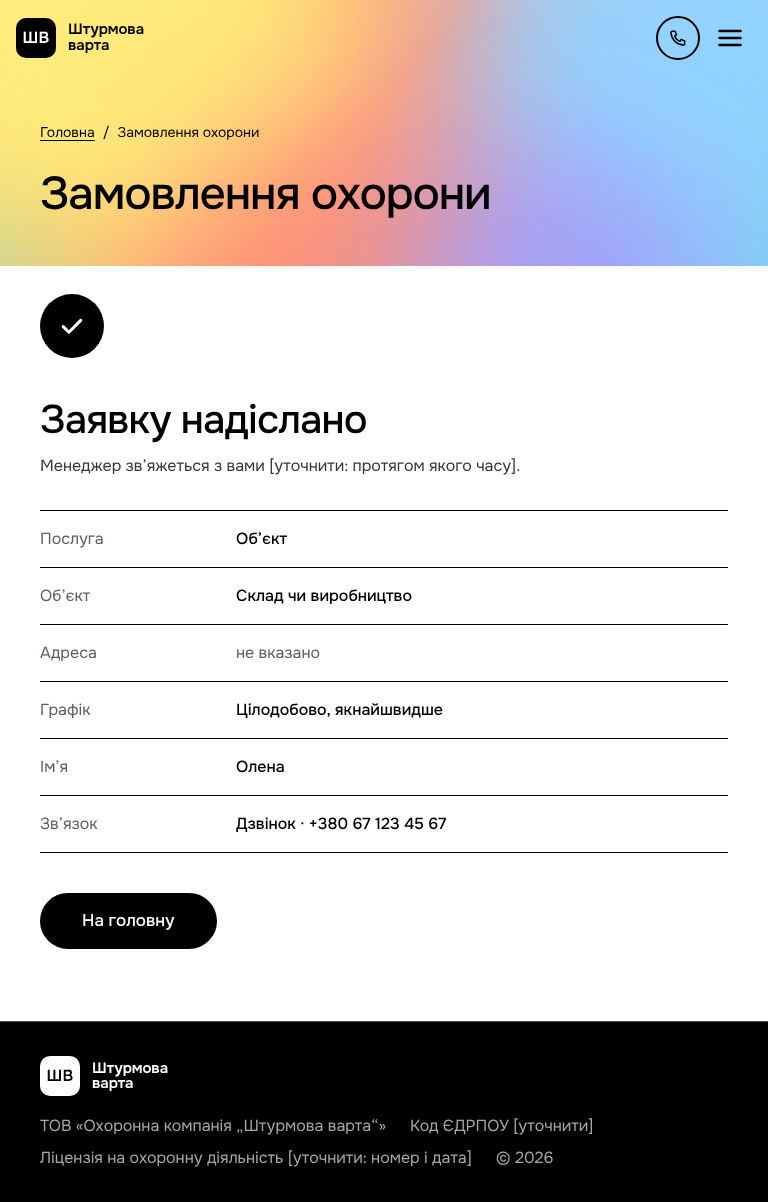 ШВ
Штурмова
варта
Головна / Замовлення охорони
Замовлення охорони
Заявку надіслано
Менеджер зв’яжеться з вами [уточнити: протягом якого часу].
Послуга Об’єкт
Об’єкт Склад чи виробництво
Адреса не вказано
Графік Цілодобово, якнайшвидше
Ім’я Олена
Зв’язок Дзвінок · +380 67 123 45 67
На головну
ШВ
Штурмова
варта
ТОВ «Охоронна компанія „Штурмова варта“» Код ЄДРПОУ [уточнити]
Ліцензія на охоронну діяльність [уточнити: номер і дата] © 2026